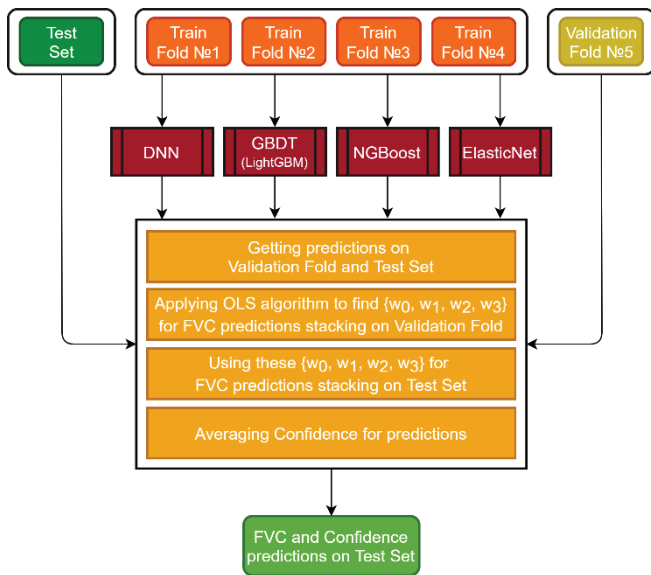 Test
Set
Train
Fold №1
Train
Fold №2
Train
Fold №3
Train
Fold №4
Validation
Fold №5
DNN
GBDT
(LightGBM)
NGBoost
ElasticNet
Getting predictions on
Validation Fold and Test Set
Applying OLS algorithm to find {w₀, w₁, w₂, w₃}
for FVC predictions stacking on Validation Fold
Using these {w₀, w₁, w₂, w₃} for
FVC predictions stacking on Test Set
Averaging Confidence for predictions
FVC and Confidence
predictions on Test Set